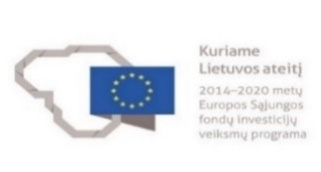 Kuriame
Lietuvos ateitį
2014–2020 metų
Europos Sąjungos
fondų investicijų
veiksmų programa